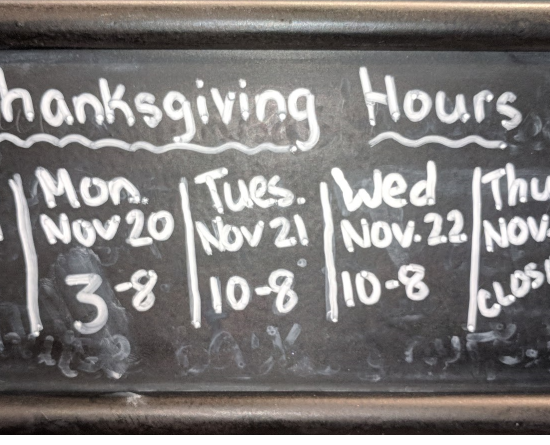 hanksgiving Hours
Mon.
Nov 20
3-8
Tues.
Nov 21
10-8
Wed
Nov. 22
10-8
Thu
Nov.
CLOS